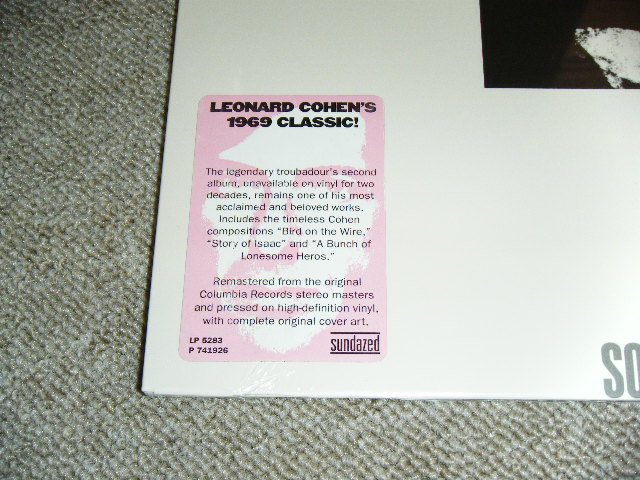 LEONARD COHEN'S
1969 CLASSIC!
The legendary troubadour's second
album, unavailable on vinyl for two
decades, remains one of his most
acclaimed and beloved works.
Includes the timeless Cohen
compositions "Bird on the Wire,"
"Story of Isaac" and "A Bunch of
Lonesome Heros."
Remastered from the original
Columbia Records stereo masters
and pressed on high-definition vinyl,
with complete original cover art.
LP 5283
P 741926
sundazed
SO